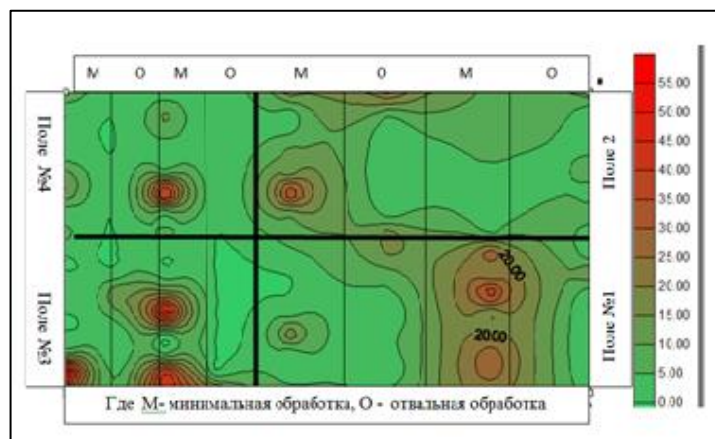 М О М О М О М О
Поле №4
Поле 2
55.00
50.00
45.00
40.00
35.00
30.00
25.00
20.00
15.00
10.00
5.00
0.00
20.00
20.00
Поле №3
Поле №1
Где М- минимальная обработка, О - отвальная обработка